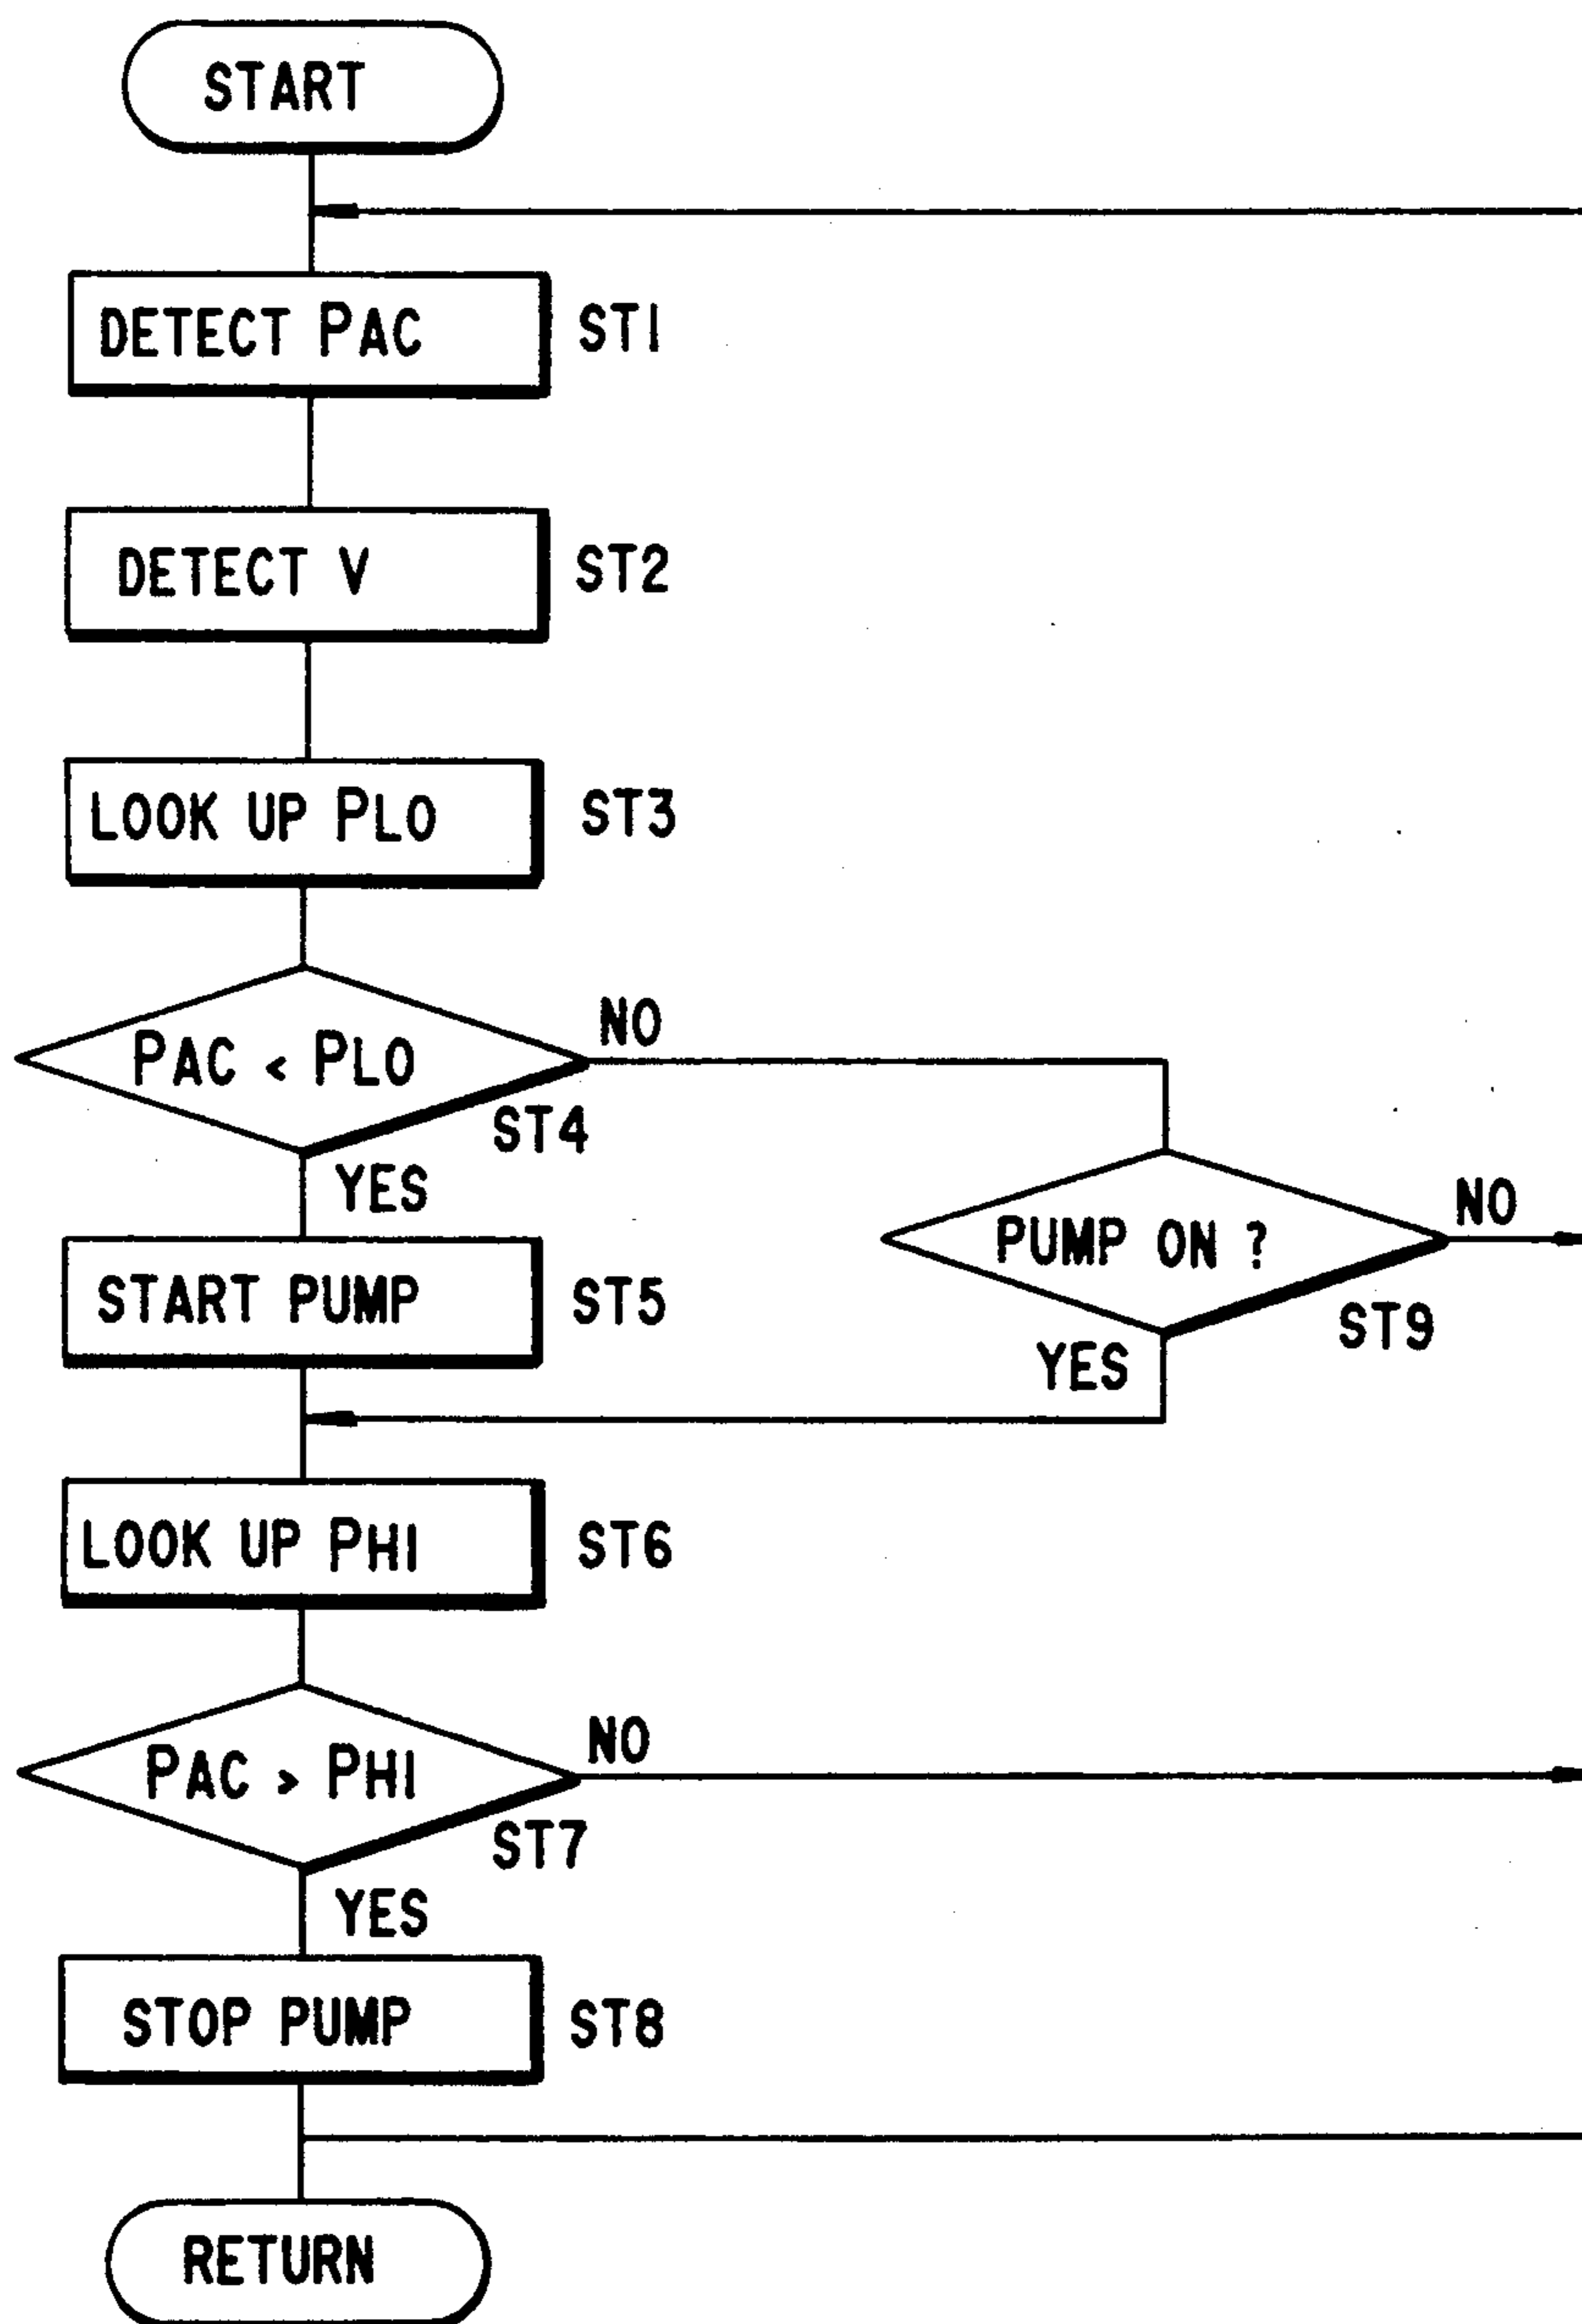 START
DETECT PAC
ST1
DETECT V
ST2
LOOK UP PLO
ST3
PAC < PLO
NO
ST4
YES
START PUMP
ST5
PUMP ON ?
NO
ST9
YES
LOOK UP PHI
ST6
PAC > PHI
NO
ST7
YES
STOP PUMP
ST8
RETURN